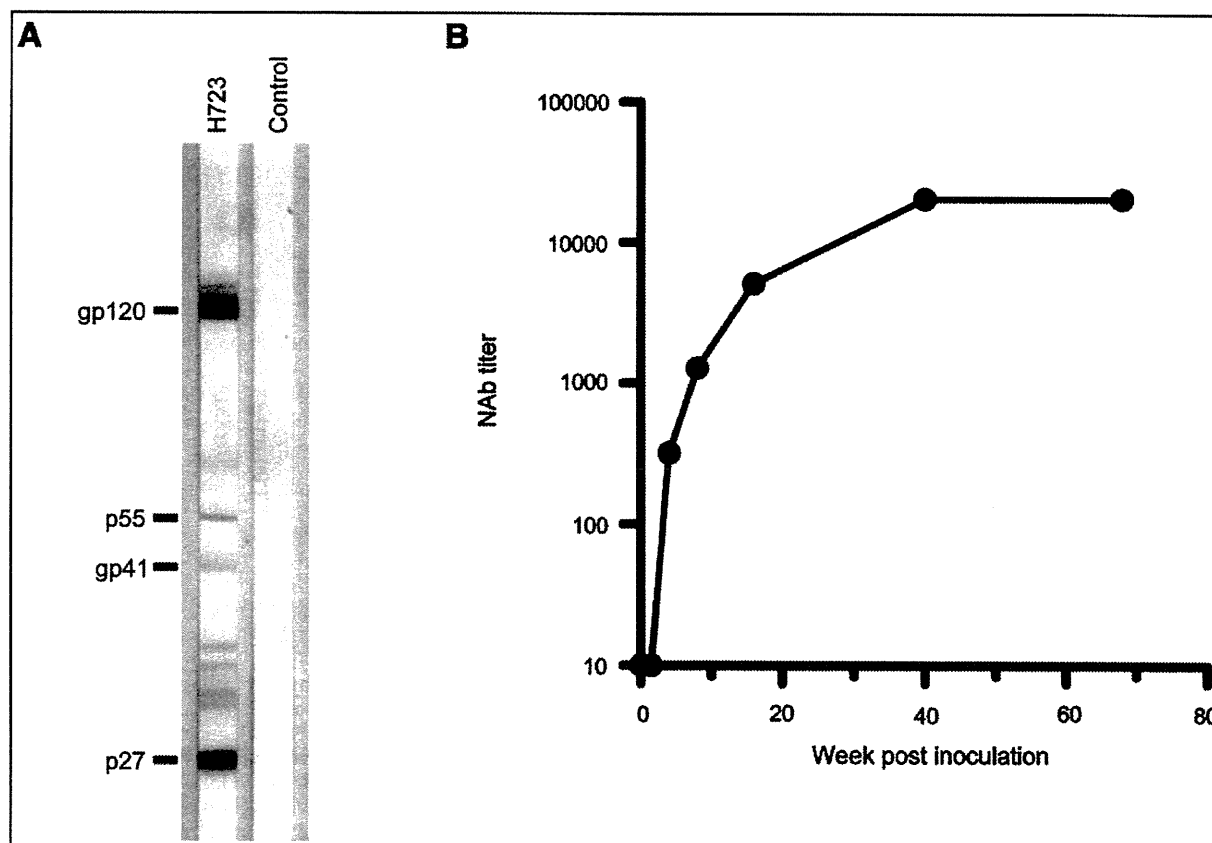 A
H723
Control
gp120
p55
gp41
p27
B
100000
10000
1000
100
10
NAb titer
0
20
40
60
80
Week post inoculation